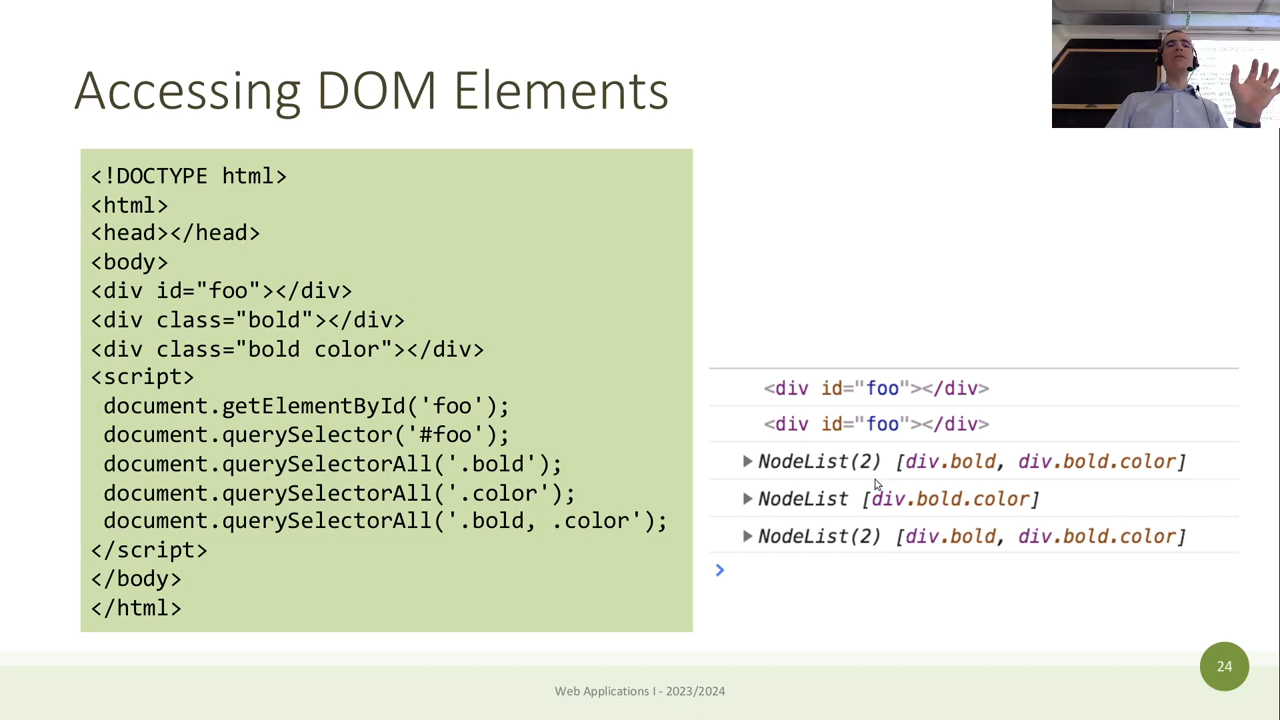 Accessing DOM Elements
<!DOCTYPE html>
<html>
<head></head>
<body>
<div id="foo"></div>
<div class="bold"></div>
<div class="bold color"></div>
<script>
document.getElementById('foo');
document.querySelector('#foo');
document.querySelectorAll('.bold');
document.querySelectorAll('.color');
document.querySelectorAll('.bold, .color');
</script>
</body>
</html>
<div id="foo"></div>
<div id="foo"></div>
NodeList(2) [div.bold, div.bold.color]
NodeList [div.bold.color]
NodeList(2) [div.bold, div.bold.color]
>
Web Applications I - 2023/2024
24